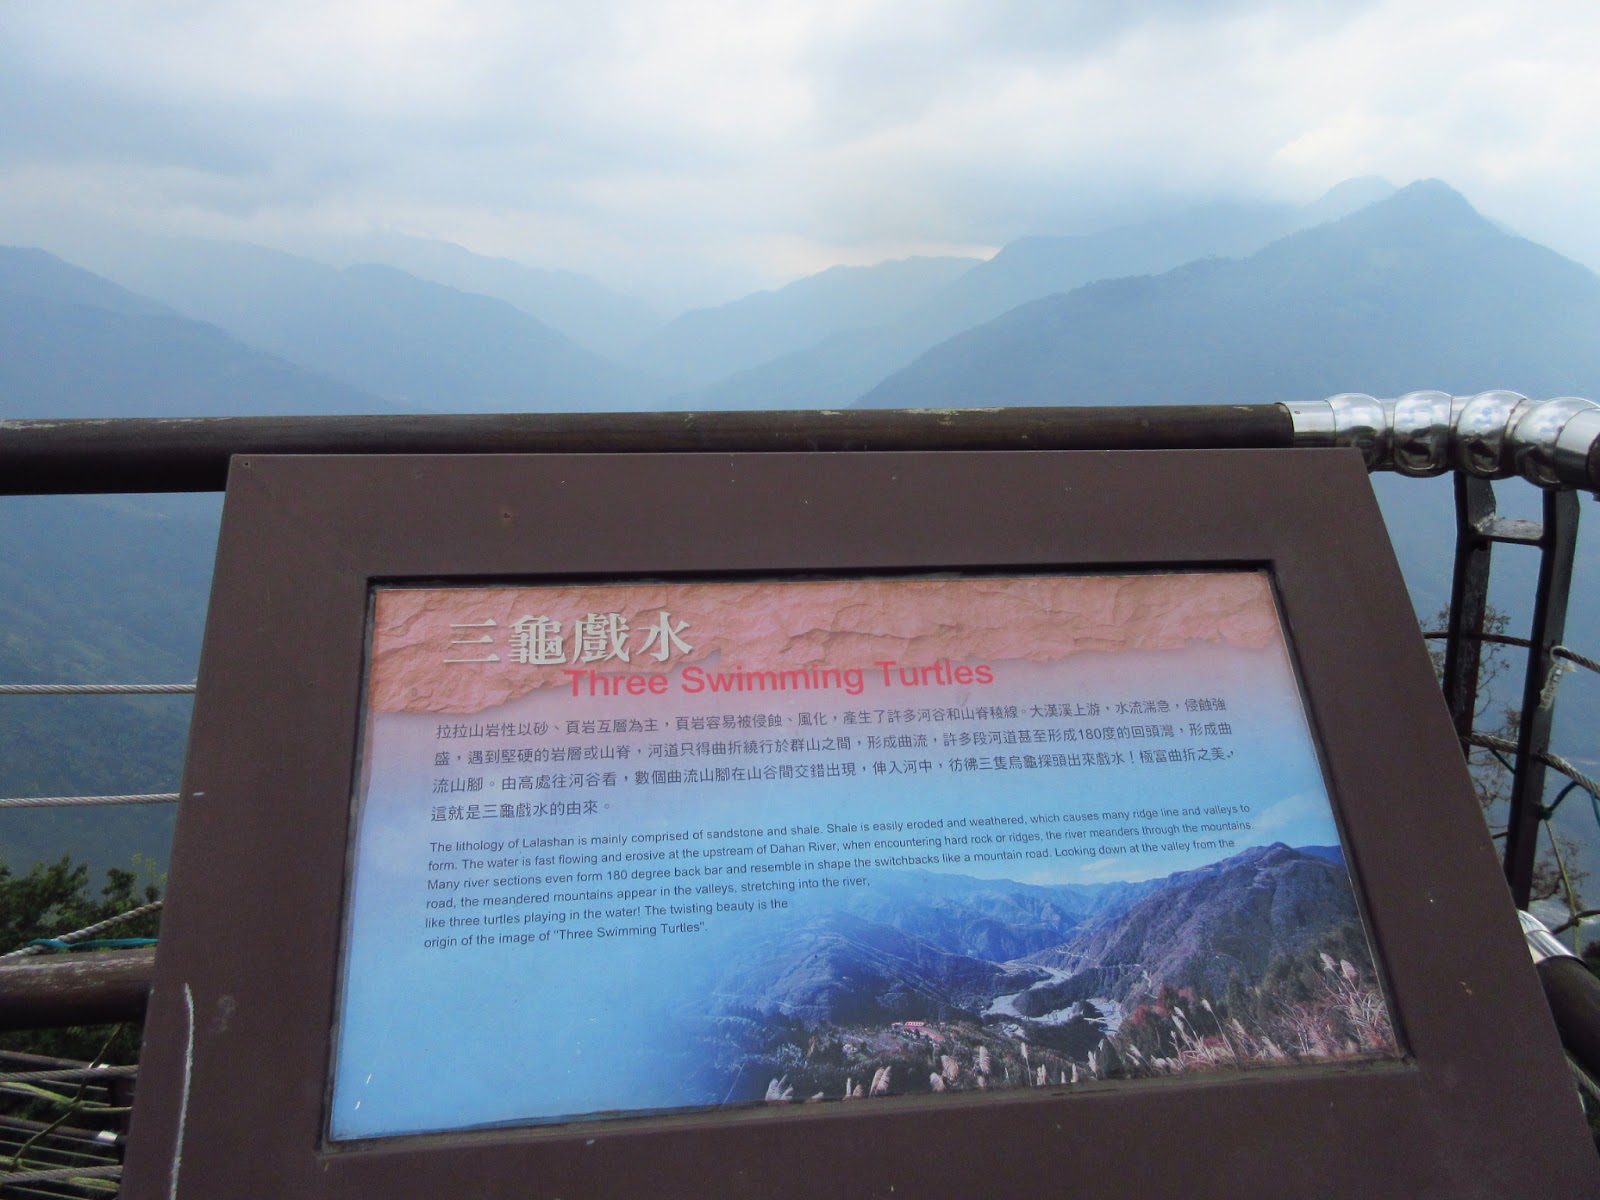 三龜戲水
Three Swimming Turtles
拉拉山岩性以砂、頁岩互層為主，頁岩容易被侵蝕、風化，產生了許多河谷和山脊稜線。大漢溪上游，水流湍急，侵蝕強
盛，遇到堅硬的岩層或山脊，河道只得曲折繞行於群山之間，形成曲流，許多段河道甚至形成180度的回頭灣，形成曲
流山腳。由高處往河谷看，數個曲流山腳在山谷間交錯出現，伸入河中，彷彿三隻烏龜探頭出來戲水！極富曲折之美，
這就是三龜戲水的由來。
The lithology of Lalashan is mainly comprised of sandstone and shale. Shale is easily eroded and weathered, which causes many ridge line and valleys to
form. The water is fast flowing and erosive at the upstream of Dahan River, when encountering hard rock or ridges, the river meanders through the mountains.
Many river sections even form 180 degree back bar and resemble in shape the switchbacks like a mountain road. Looking down at the valley from the
road, the meandered mountains appear in the valleys, stretching into the river,
like three turtles playing in the water! The twisting beauty is the
origin of the image of "Three Swimming Turtles".